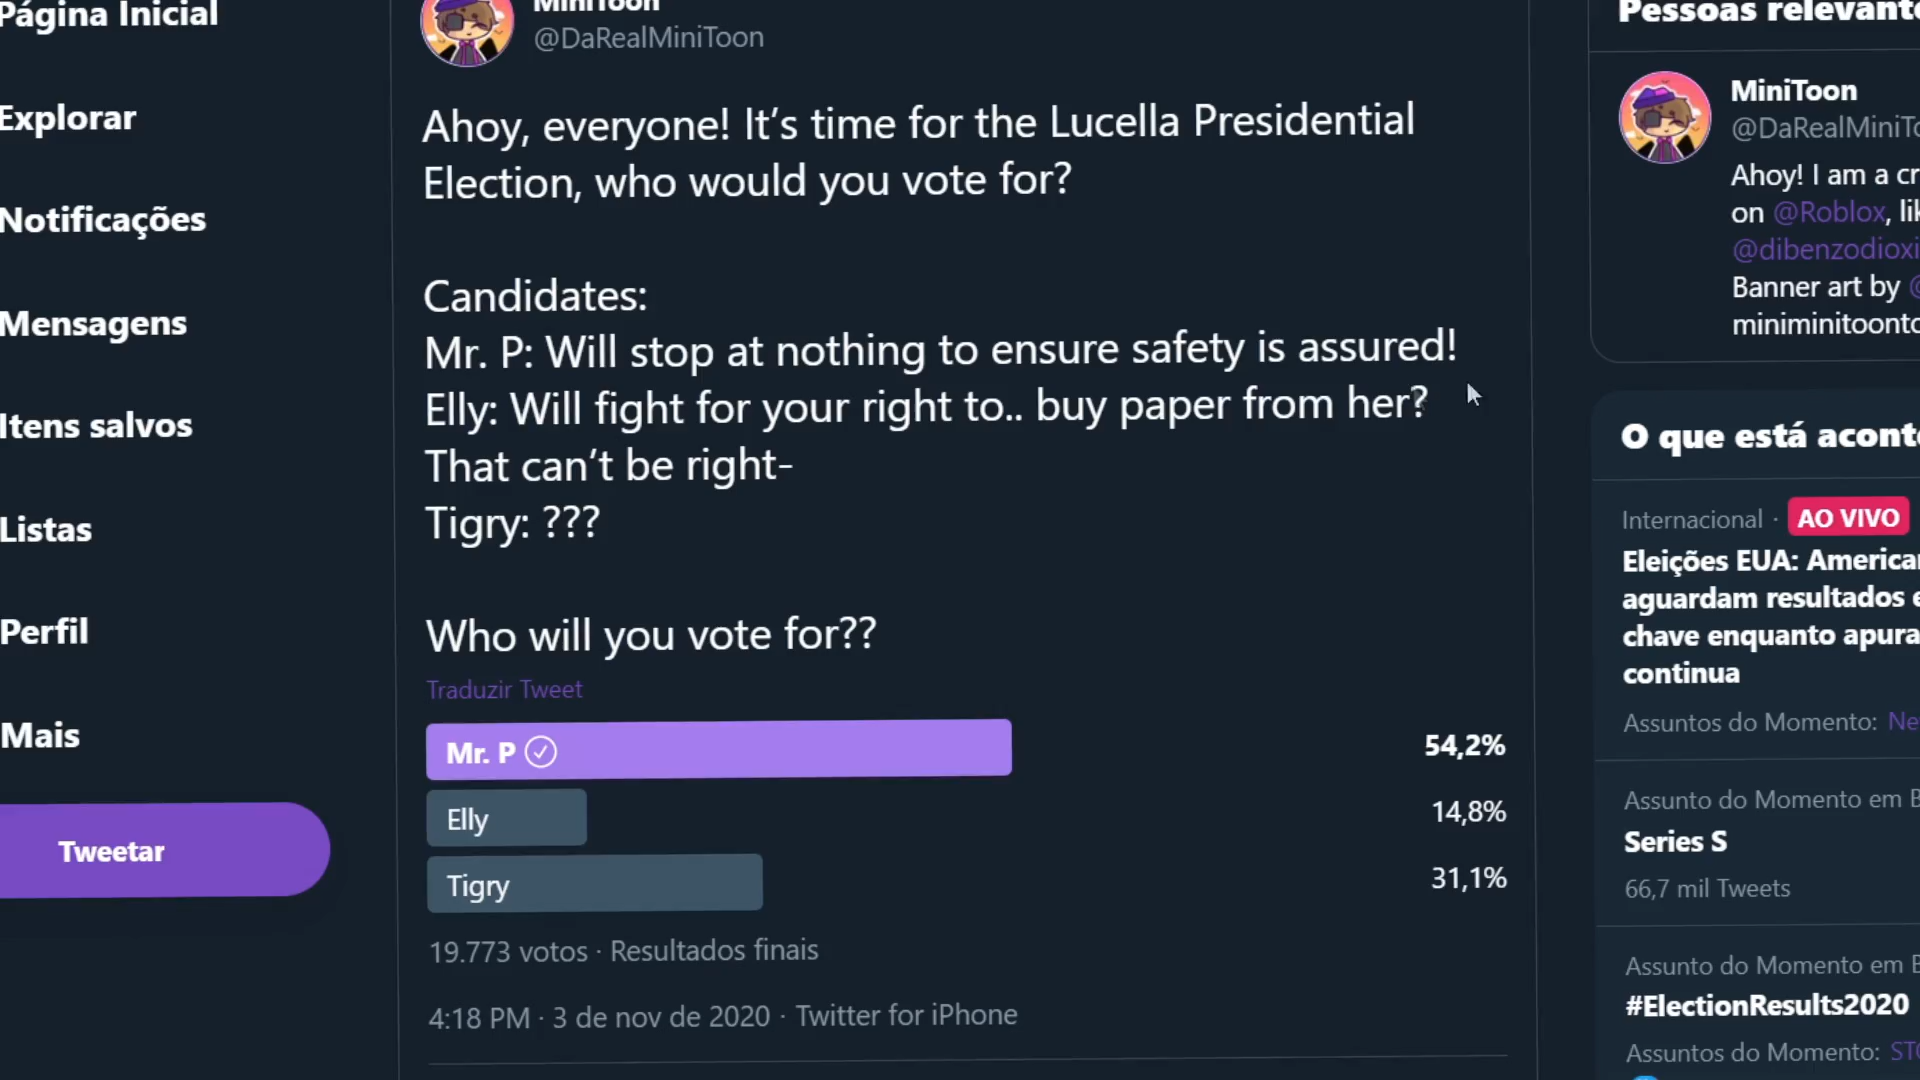 Página Inicial
Explorar
Notificações
Mensagens
Itens salvos
Listas
Perfil
Mais
Tweetar
MiniToon
@DaRealMiniToon
Ahoy, everyone! It’s time for the Lucella Presidential
Election, who would you vote for?
Candidates:
Mr. P: Will stop at nothing to ensure safety is assured!
Elly: Will fight for your right to.. buy paper from her?
That can’t be right-
Tigry: ???
Who will you vote for??
Traduzir Tweet
Mr. P 54,2%
Elly 14,8%
Tigry 31,1%
19.773 votos · Resultados finais
4:18 PM · 3 de nov de 2020 · Twitter for iPhone
Pessoas
MiniToon
Ahoy! I am a
on @Roblox,
Banner art by
O que está
Internacional · AO VIVO
Eleições EUA:
aguardam resultados
chave enquanto
continua
Assuntos do Momento:
Assunto do Momento em
Series S
66,7 mil Tweets
Assunto do Momento em
#ElectionResults2020
Assuntos do Momento: